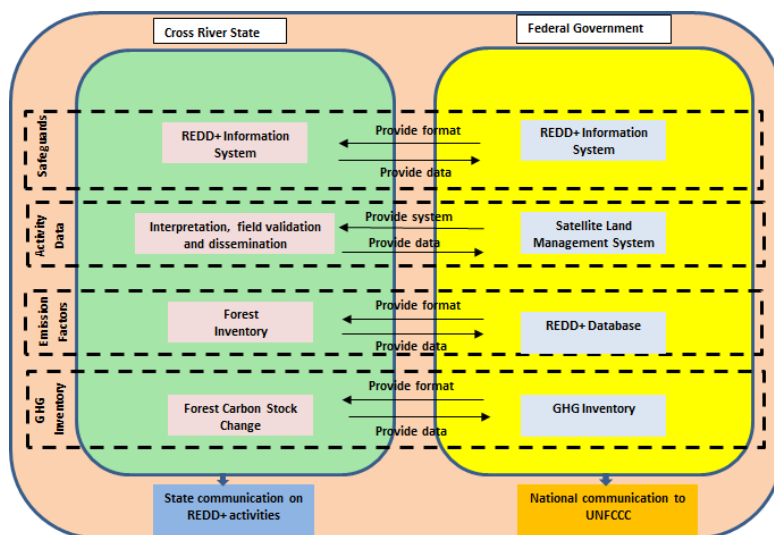 Cross River State
Federal Government
Safeguards
REDD+ Information
System
Provide format
Provide data
REDD+ Information
System
Activity
Data
Interpretation, field validation
and dissemination
Provide system
Provide data
Satellite Land
Management System
Emission
Factors
Forest
Inventory
Provide format
Provide data
REDD+ Database
GHG
Inventory
Forest Carbon Stock
Change
Provide format
Provide data
GHG Inventory
State communication on
REDD+ activities
National communication to
UNFCCC